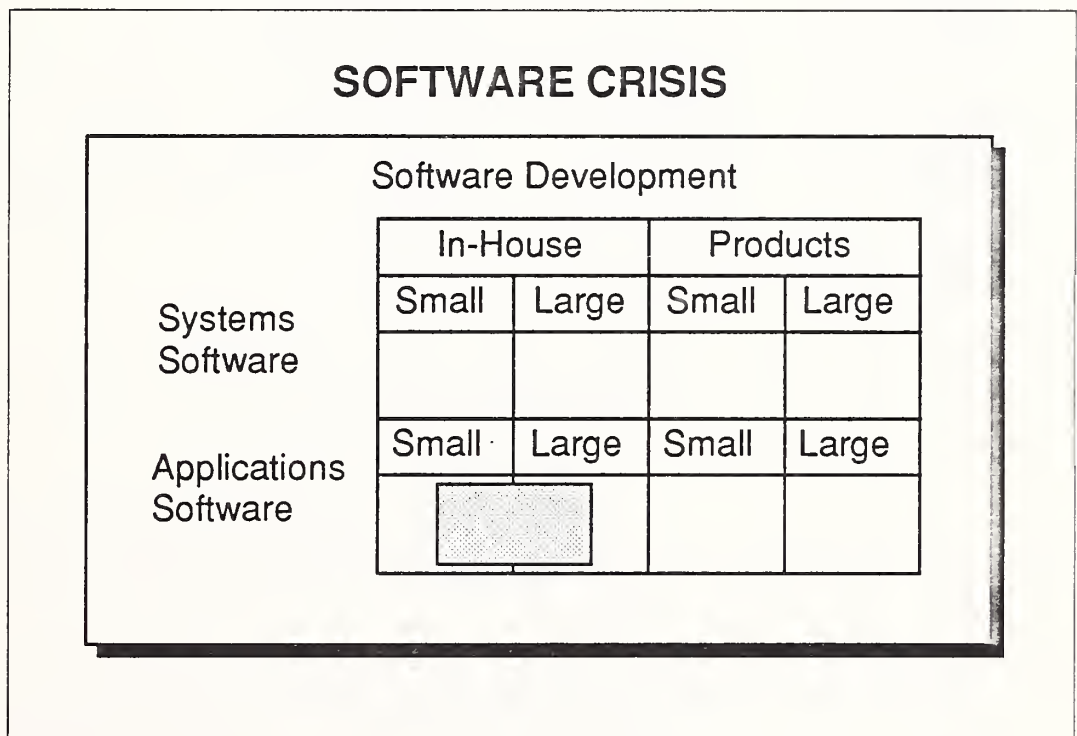 SOFTWARE CRISIS
Software Development
In-House Products
Small Large Small Large
Systems
Software
Small Large Small Large
Applications
Software